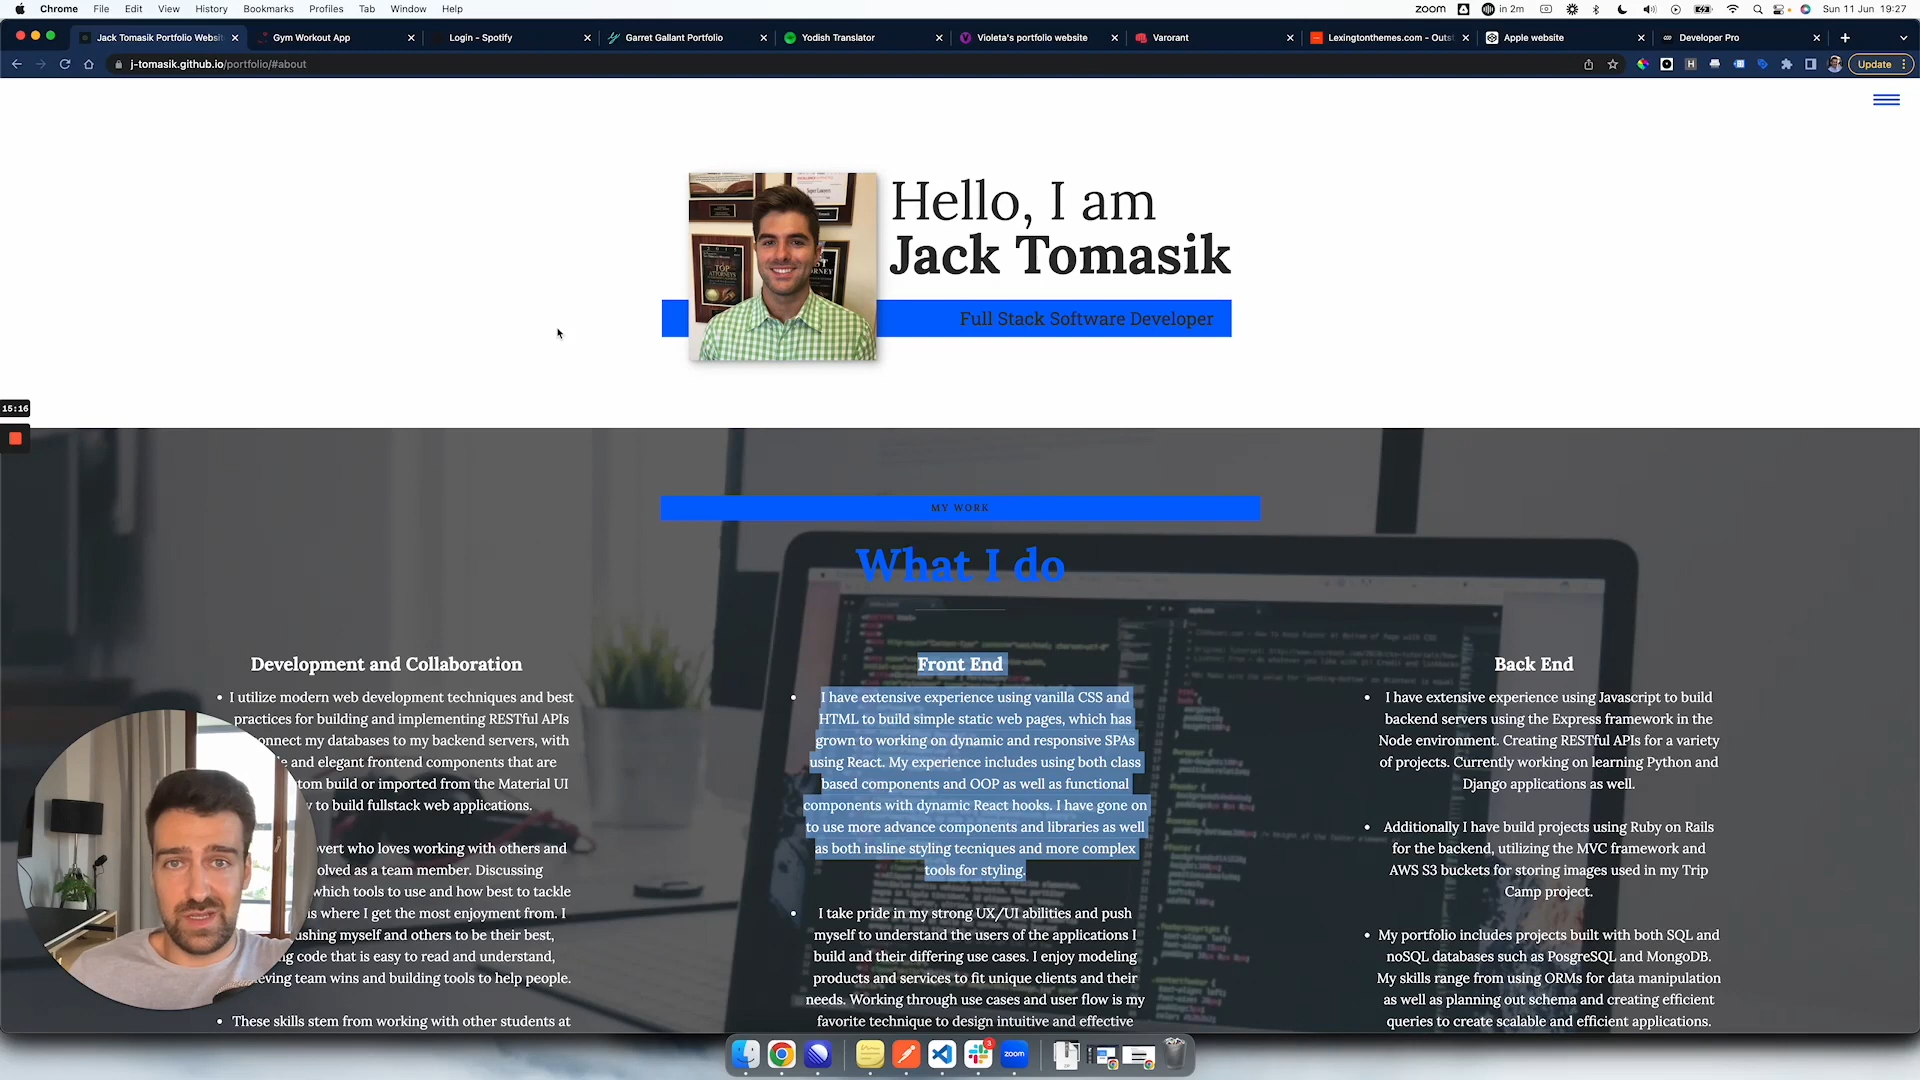 Chrome File Edit View History Bookmarks Profiles Tab Window Help zoom in 2m Sun 11 Jun 19:27
Jack Tomasik Portfolio Websi Gym Workout App Login - Spotify Garret Gallant Portfolio Yodish Translator Violeta's portfolio website Varorant Lexingtonthemes.com - Outs Apple website Developer Pro
j-tomasik.github.io/portfolio/#about Update
Hello, I am
Jack Tomasik
Full Stack Software Developer
TOP
ATTORNEYS
15:16
MY WORK
What I do
Development and Collaboration
• I utilize modern web development techniques and best
practices for building and implementing RESTful APIs
onnect my databases to my backend servers, with
e and elegant frontend components that are
tom build or imported from the Material UI
y to build fullstack web applications.
overt who loves working with others and
olved as a team member. Discussing
which tools to use and how best to tackle
is where I get the most enjoyment from. I
ushing myself and others to be their best,
ng code that is easy to read and understand,
ieving team wins and building tools to help people.
• These skills stem from working with other students at
Front End
• I have extensive experience using vanilla CSS and
HTML to build simple static web pages, which has
grown to working on dynamic and responsive SPAs
using React. My experience includes using both class
based components and OOP as well as functional
components with dynamic React hooks. I have gone on
to use more advance components and libraries as well
as both insline styling tecniques and more complex
tools for styling.
• I take pride in my strong UX/UI abilities and push
myself to understand the users of the applications I
build and their differing use cases. I enjoy modeling
products and services to fit unique clients and their
needs. Working through use cases and user flow is my
favorite technique to design intuitive and effective
Back End
• I have extensive experience using Javascript to build
backend servers using the Express framework in the
Node environment. Creating RESTful APIs for a variety
of projects. Currently working on learning Python and
Django applications as well.
• Additionally I have build projects using Ruby on Rails
for the backend, utilizing the MVC framework and
AWS S3 buckets for storing images used in my Trip
Camp project.
• My portfolio includes projects built with both SQL and
noSQL databases such as PosgreSQL and MongoDB.
My skills range from using ORMs for data manipulation
as well as planning out schema and creating efficient
queries to create scalable and efficient applications.
3
zoom